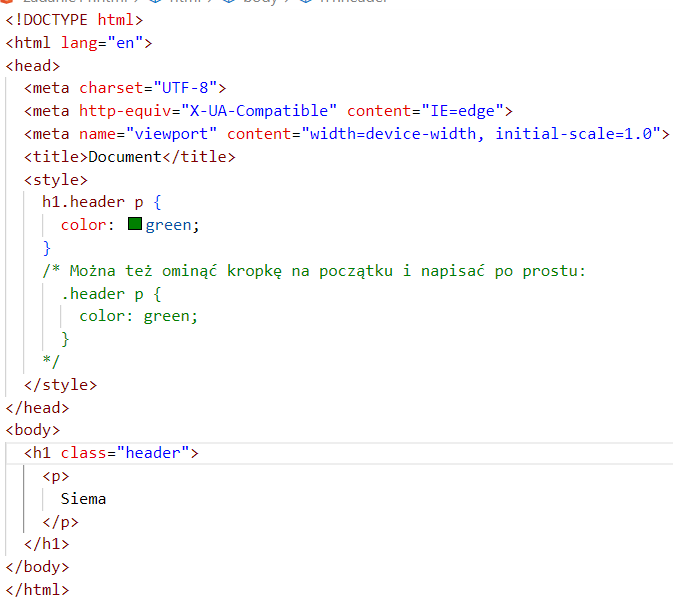 <!DOCTYPE html>
<html lang="en">
<head>
  <meta charset="UTF-8">
  <meta http-equiv="X-UA-Compatible" content="IE=edge">
  <meta name="viewport" content="width=device-width, initial-scale=1.0">
  <title>Document</title>
  <style>
    h1.header p {
      color: green;
    }
    /* Można też ominąć kropkę na początku i napisać po prostu:
      .header p {
        color: green;
      }
    */
  </style>
</head>
<body>
  <h1 class="header">
    <p>
      Siema
    </p>
  </h1>
</body>
</html>